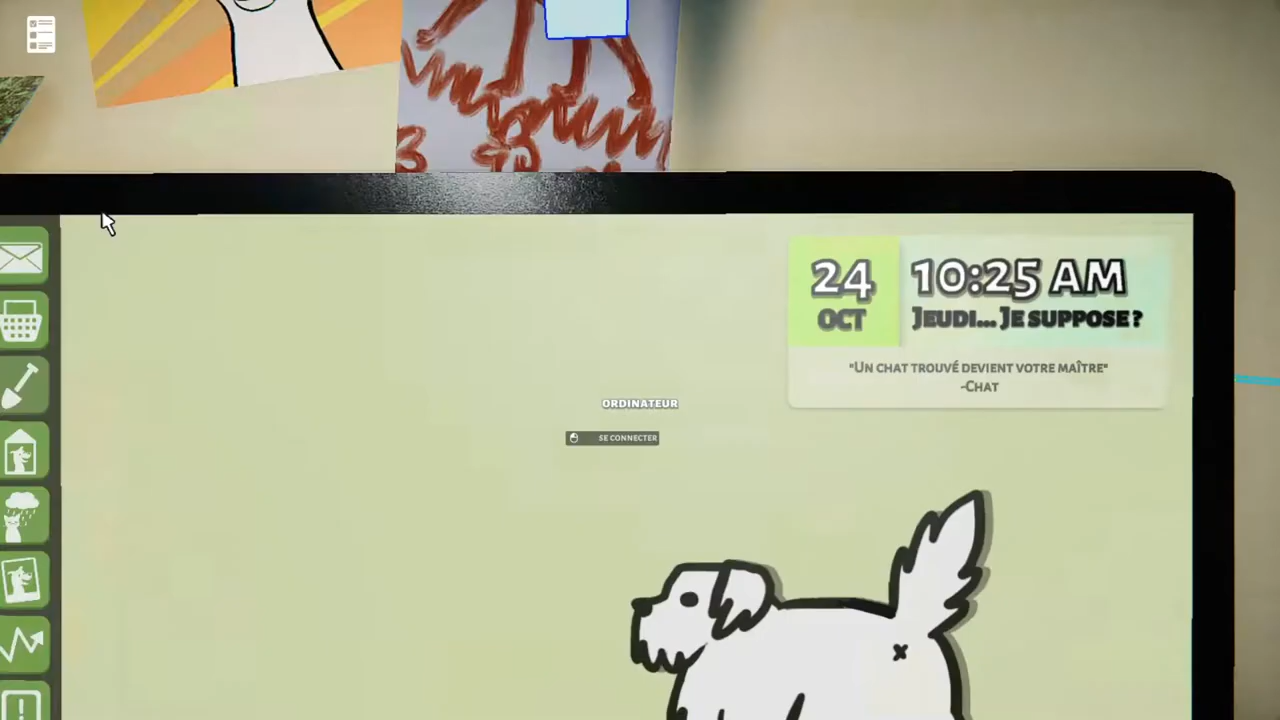 24
OCT
10:25 AM
JEUDI... JE SUPPOSE ?
"UN CHAT TROUVÉ DEVIENT VOTRE MAÎTRE"
-CHAT
ORDINATEUR
SE CONNECTER